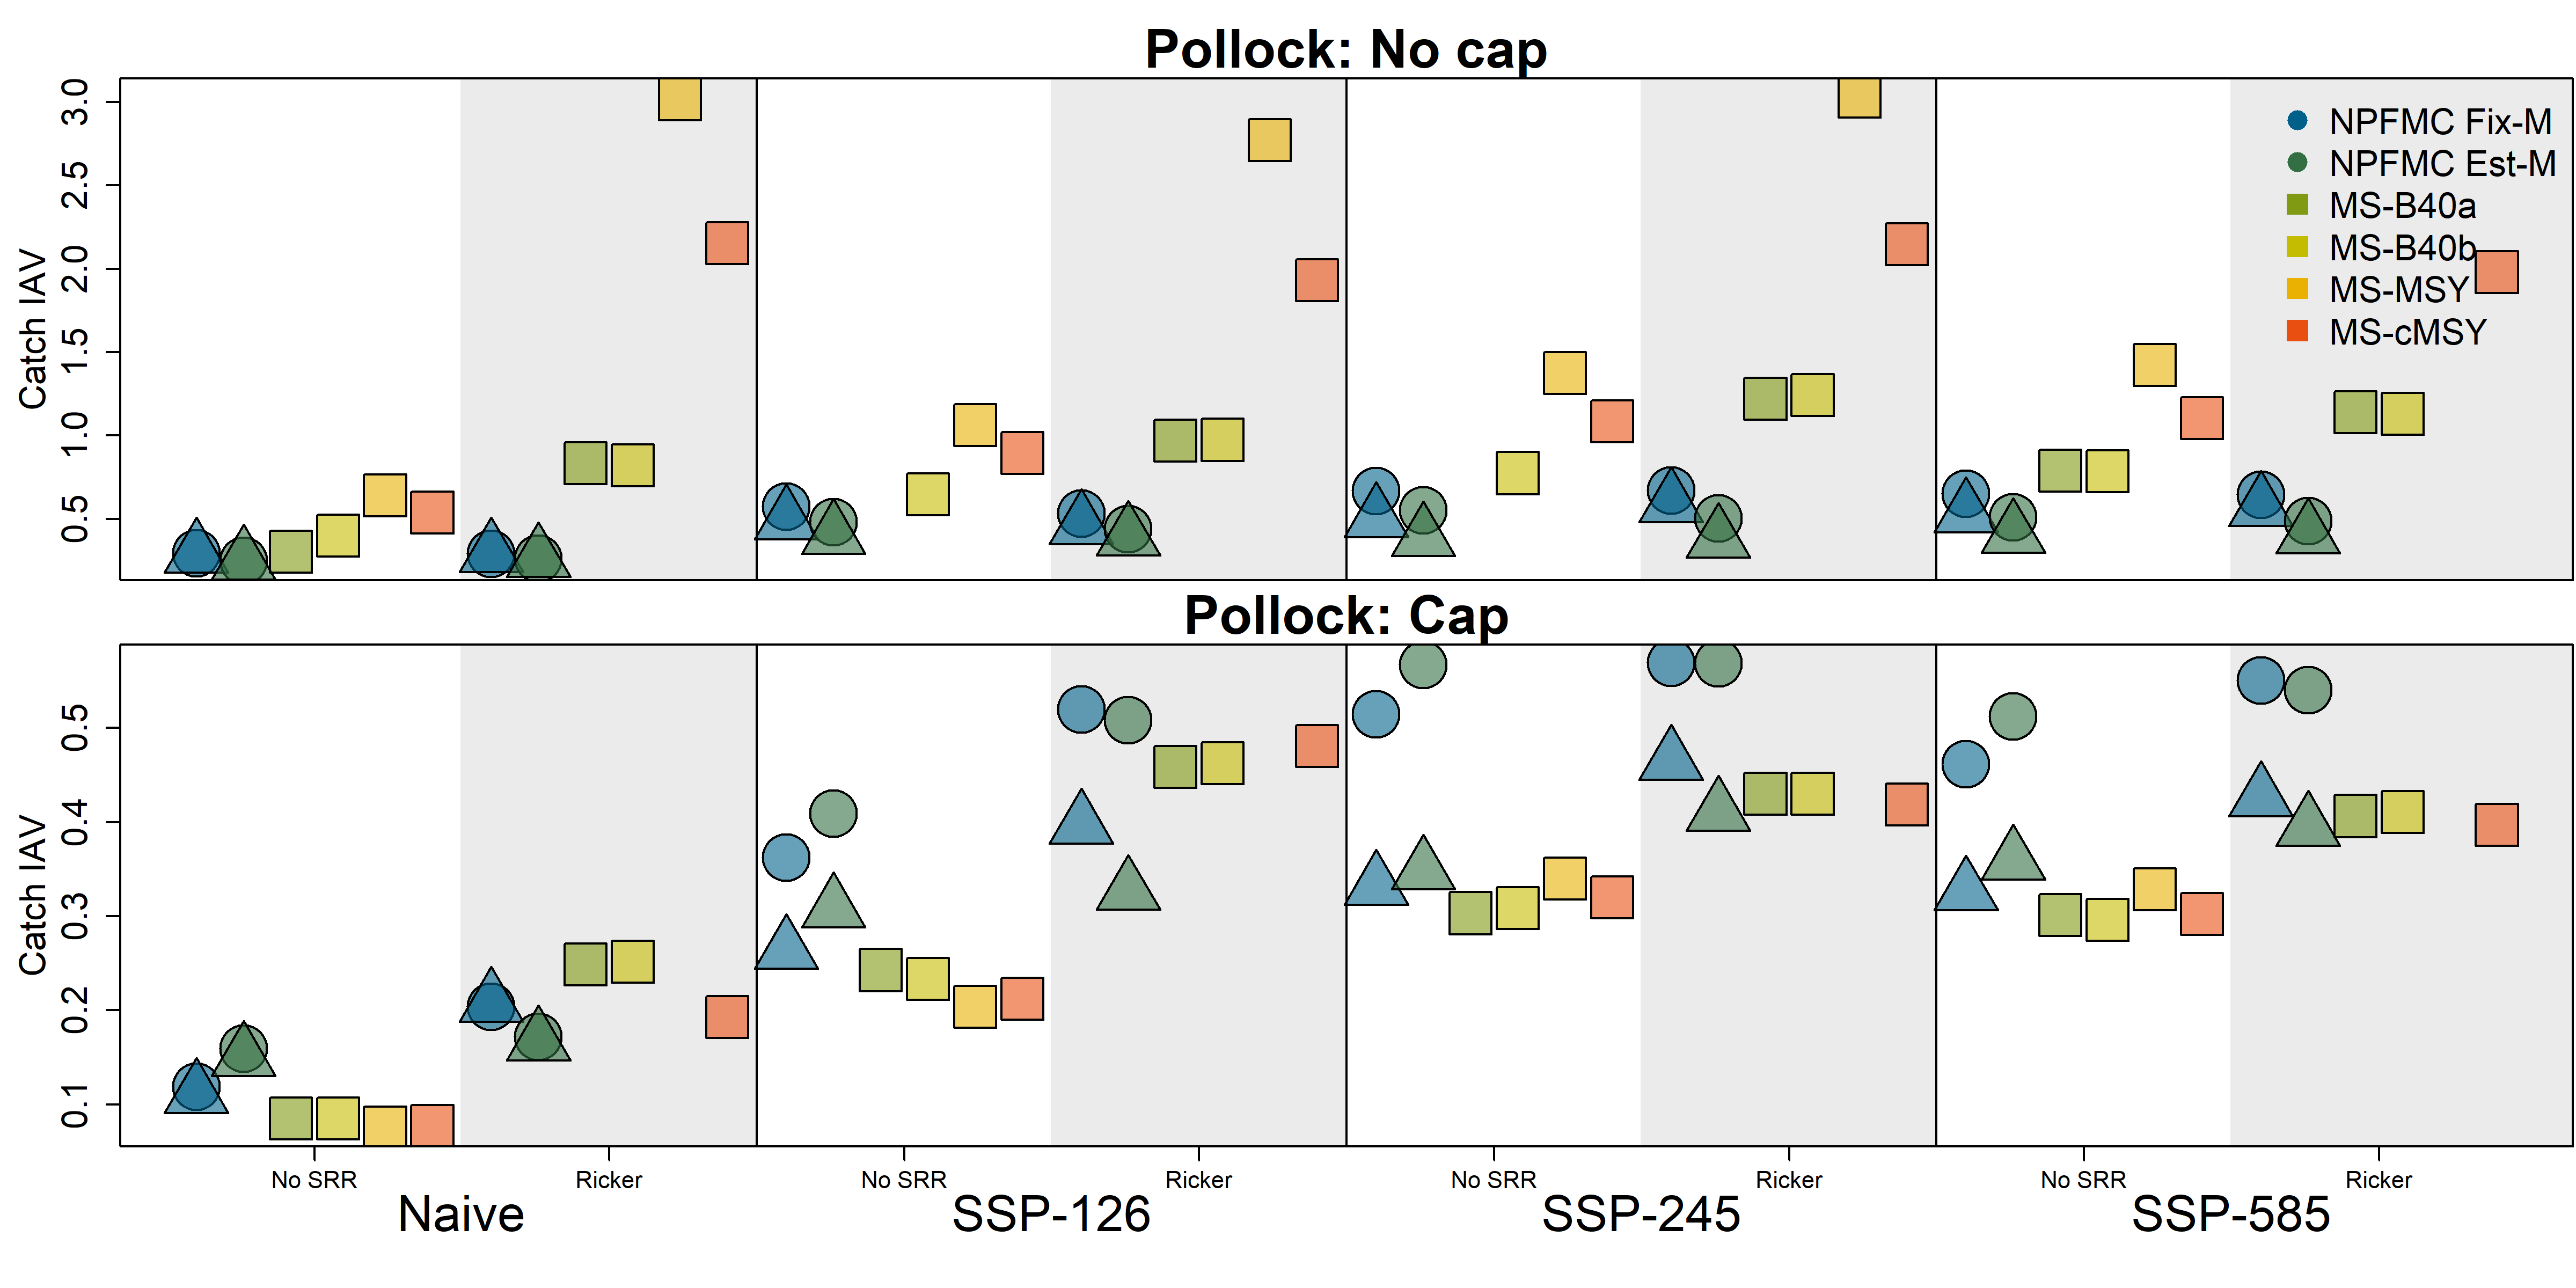 Pollock: No cap
Catch IAV
3.0
2.5
2.0
1.5
1.0
0.5
NPFMC Fix-M
NPFMC Est-M
MS-B40a
MS-B40b
MS-MSY
MS-cMSY
Pollock: Cap
Catch IAV
0.5
0.4
0.3
0.2
0.1
No SRR Ricker No SRR Ricker No SRR Ricker No SRR Ricker
Naive SSP-126 SSP-245 SSP-585